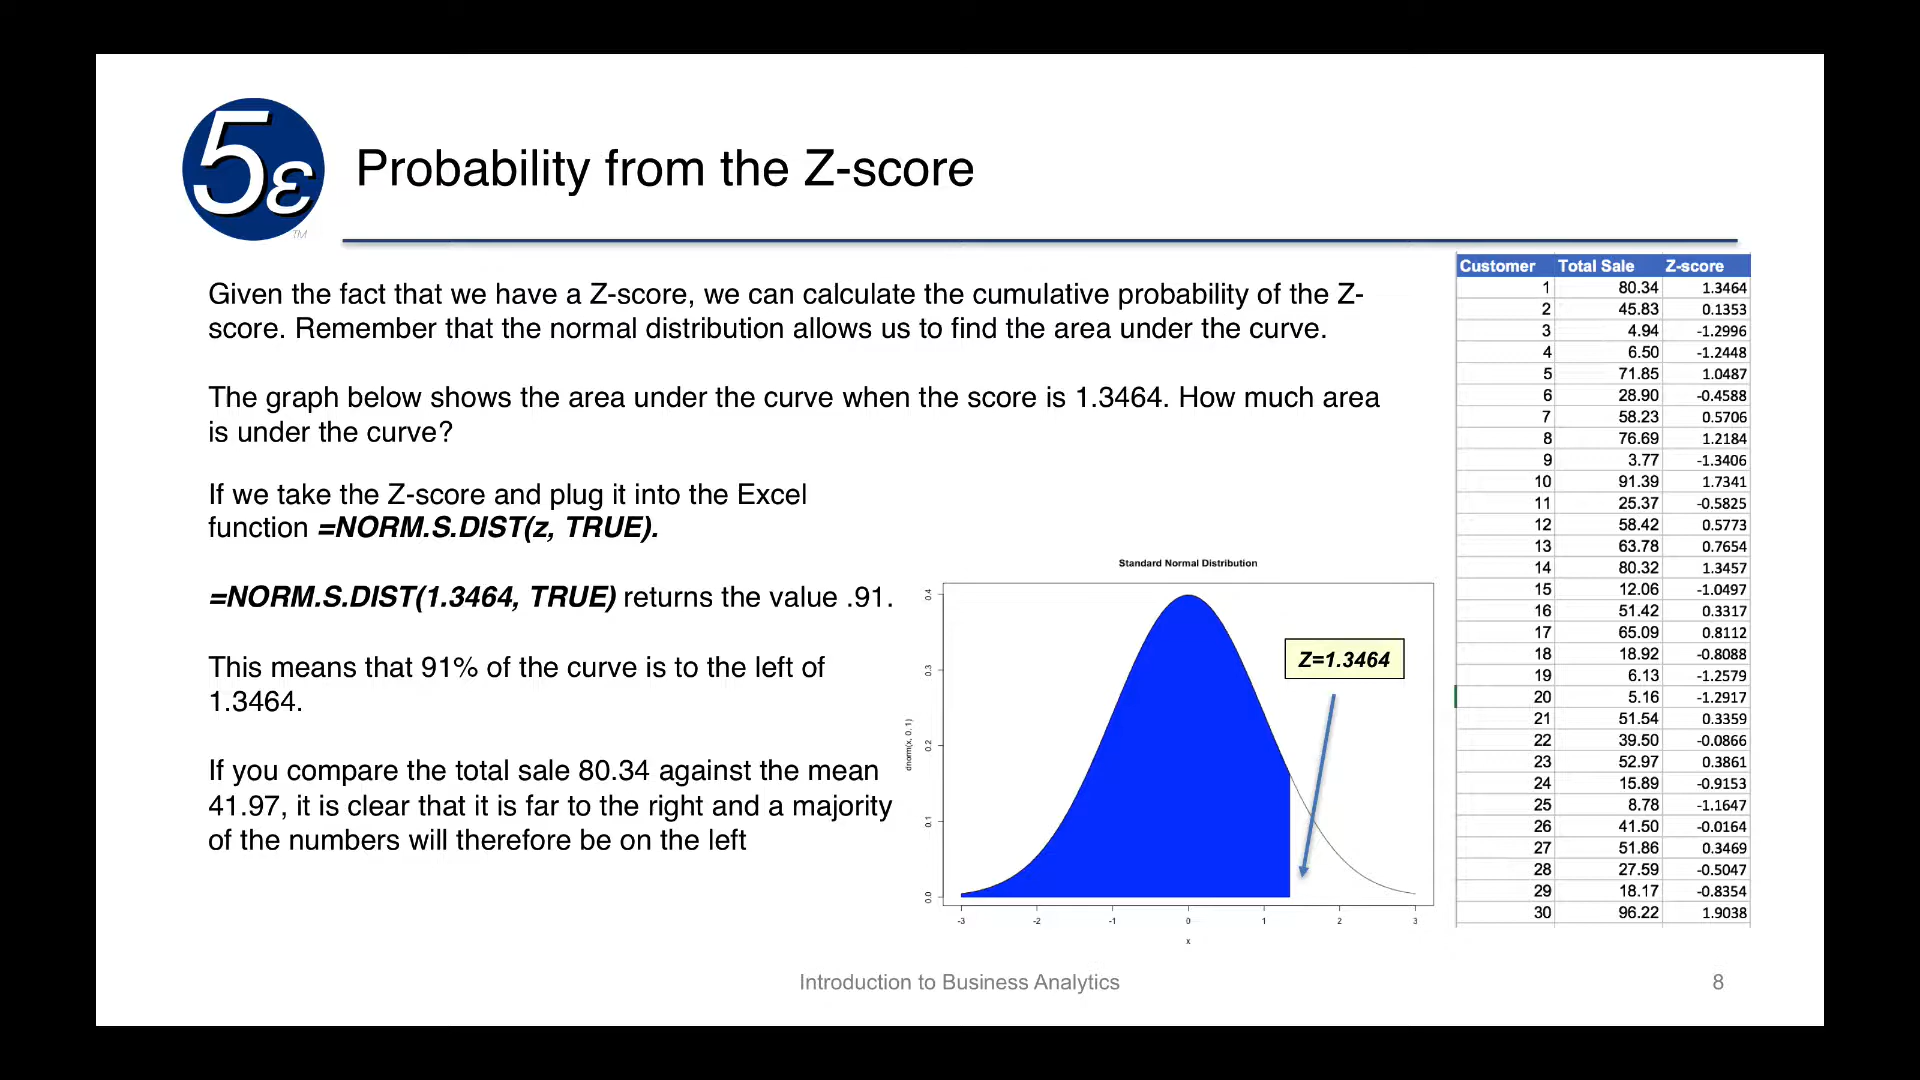 5ε
TM
Probability from the Z-score
Given the fact that we have a Z-score, we can calculate the cumulative probability of the Z-
score. Remember that the normal distribution allows us to find the area under the curve.
The graph below shows the area under the curve when the score is 1.3464. How much area
is under the curve?
If we take the Z-score and plug it into the Excel
function =NORM.S.DIST(z, TRUE).
=NORM.S.DIST(1.3464, TRUE) returns the value .91.
This means that 91% of the curve is to the left of
1.3464.
If you compare the total sale 80.34 against the mean
41.97, it is clear that it is far to the right and a majority
of the numbers will therefore be on the left
Standard Normal Distribution
dnorm(x, 0, 1)
0.4
0.3
0.2
0.1
0.0
Z=1.3464
-3 -2 -1 0 1 2 3
x
Customer Total Sale Z-score
1 80.34 1.3464
2 45.83 0.1353
3 4.94 -1.2996
4 6.50 -1.2448
5 71.85 1.0487
6 28.90 -0.4588
7 58.23 0.5706
8 76.69 1.2184
9 3.77 -1.3406
10 91.39 1.7341
11 25.37 -0.5825
12 58.42 0.5773
13 63.78 0.7654
14 80.32 1.3457
15 12.06 -1.0497
16 51.42 0.3317
17 65.09 0.8112
18 18.92 -0.8088
19 6.13 -1.2579
20 5.16 -1.2917
21 51.54 0.3359
22 39.50 -0.0866
23 52.97 0.3861
24 15.89 -0.9153
25 8.78 -1.1647
26 41.50 -0.0164
27 51.86 0.3469
28 27.59 -0.5047
29 18.17 -0.8354
30 96.22 1.9038
Introduction to Business Analytics
8